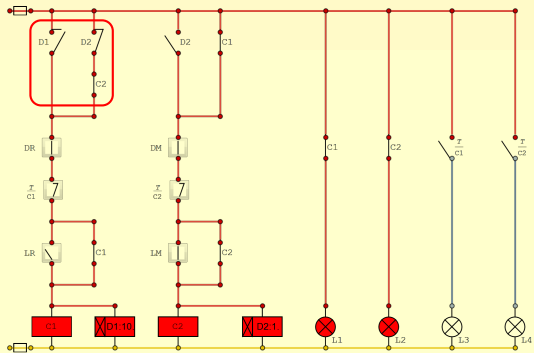 D1 D2 D2 C1
C2
DR DM C1 C2 T/C1 T/C2
T/C1 T/C2
LR C1 LM C2
C1 D1:10 C2 D2:1
L1 L2 L3 L4